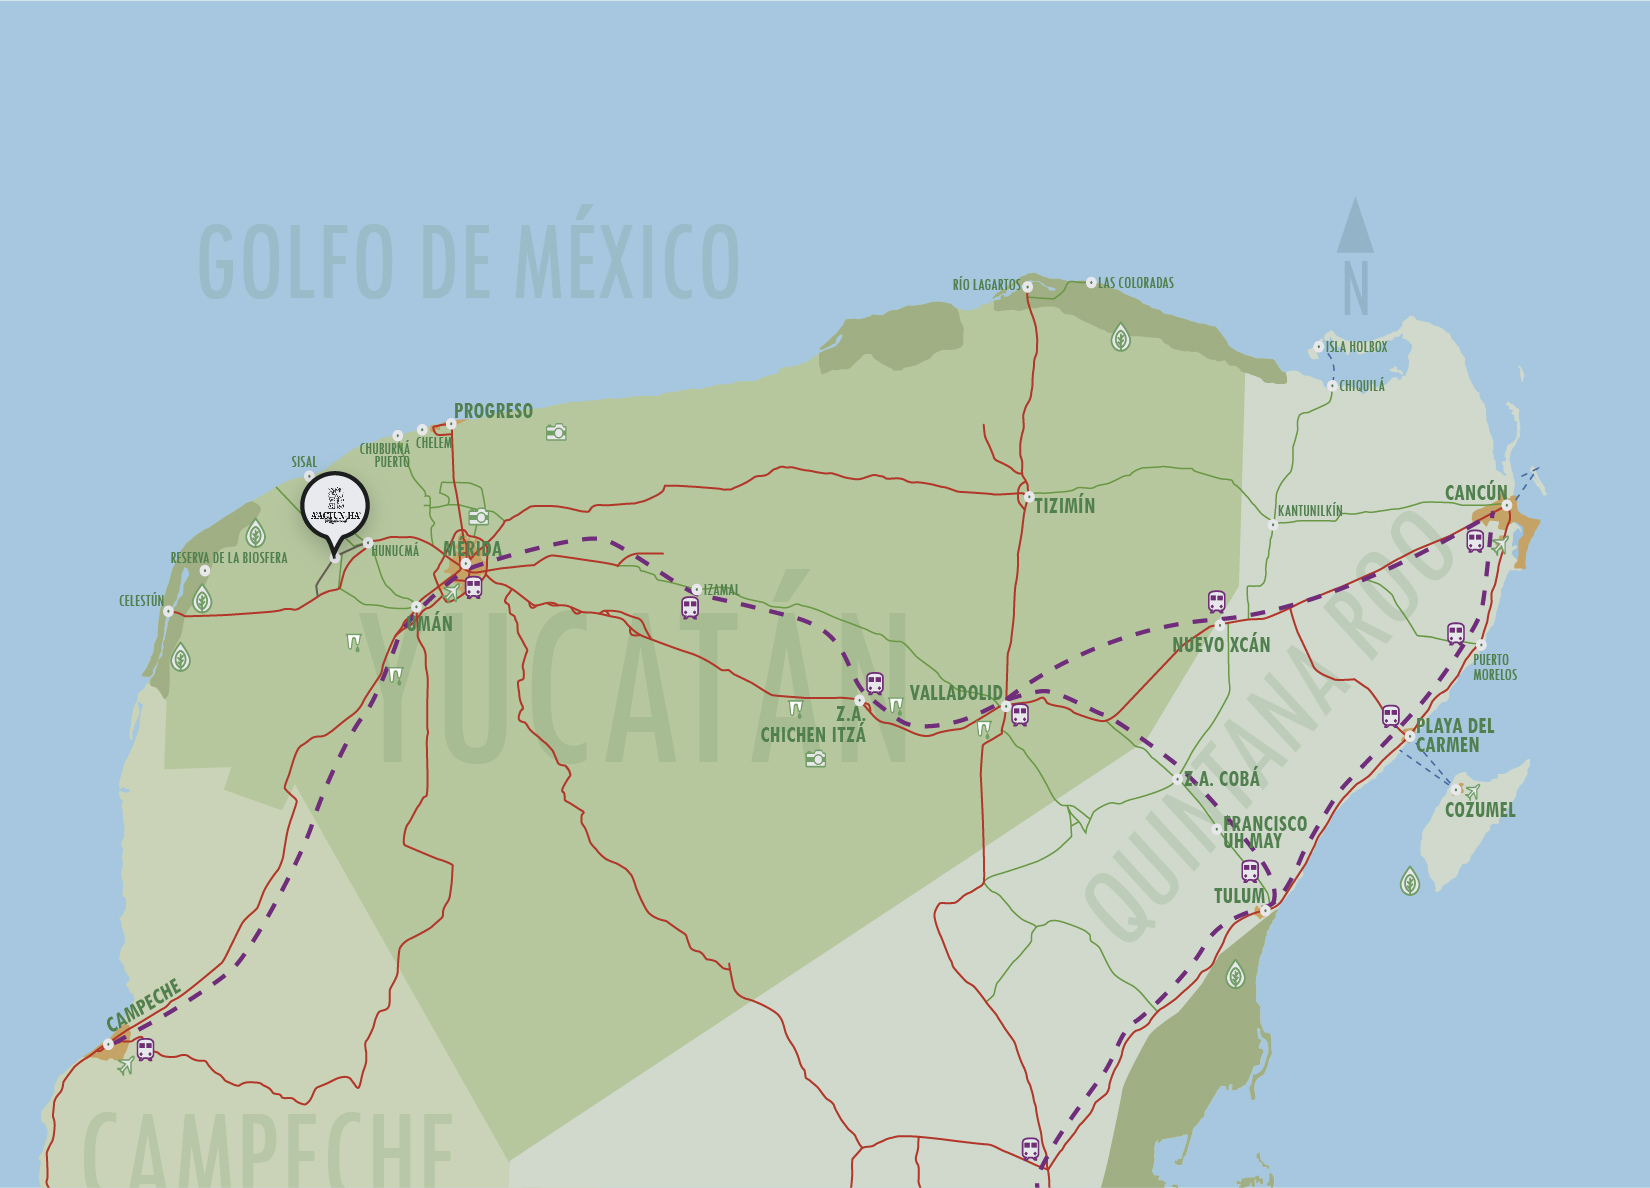 GOLFO DE MÉXICO
N
RÍO LAGARTOS
LAS COLORADAS
ISLA HOLBOX
CHIQUILÁ
PROGRESO
CHELEM
CHUBURNÁ
PUERTO
SISAL
A'ACTUN HA'
TIZIMÍN
CANCÚN
KANTUNILKÍN
HUNUCMÁ
MÉRIDA
RESERVA DE LA BIOSFERA
CELESTÚN
IZAMAL
UMÁN
YUCATÁN
NUEVO XCÁN
PUERTO
MORELOS
VALLADOLID
Z.A.
CHICHEN ITZÁ
PLAYA DEL
CARMEN
Z.A. COBÁ
COZUMEL
FRANCISCO
UH MAY
TULUM
QUINTANA ROO
CAMPECHE
CAMPECHE